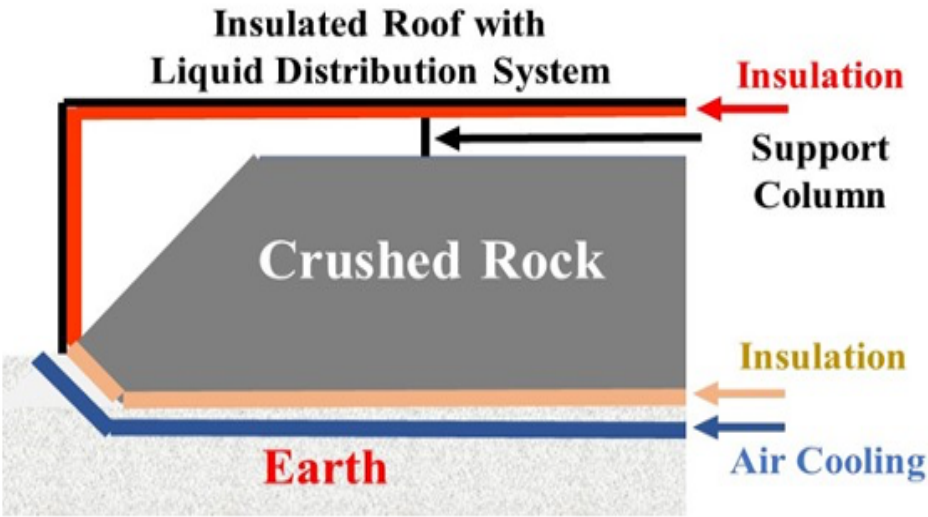 Insulated Roof with
Liquid Distribution System
Insulation
Support
Column
Crushed Rock
Insulation
Air Cooling
Earth